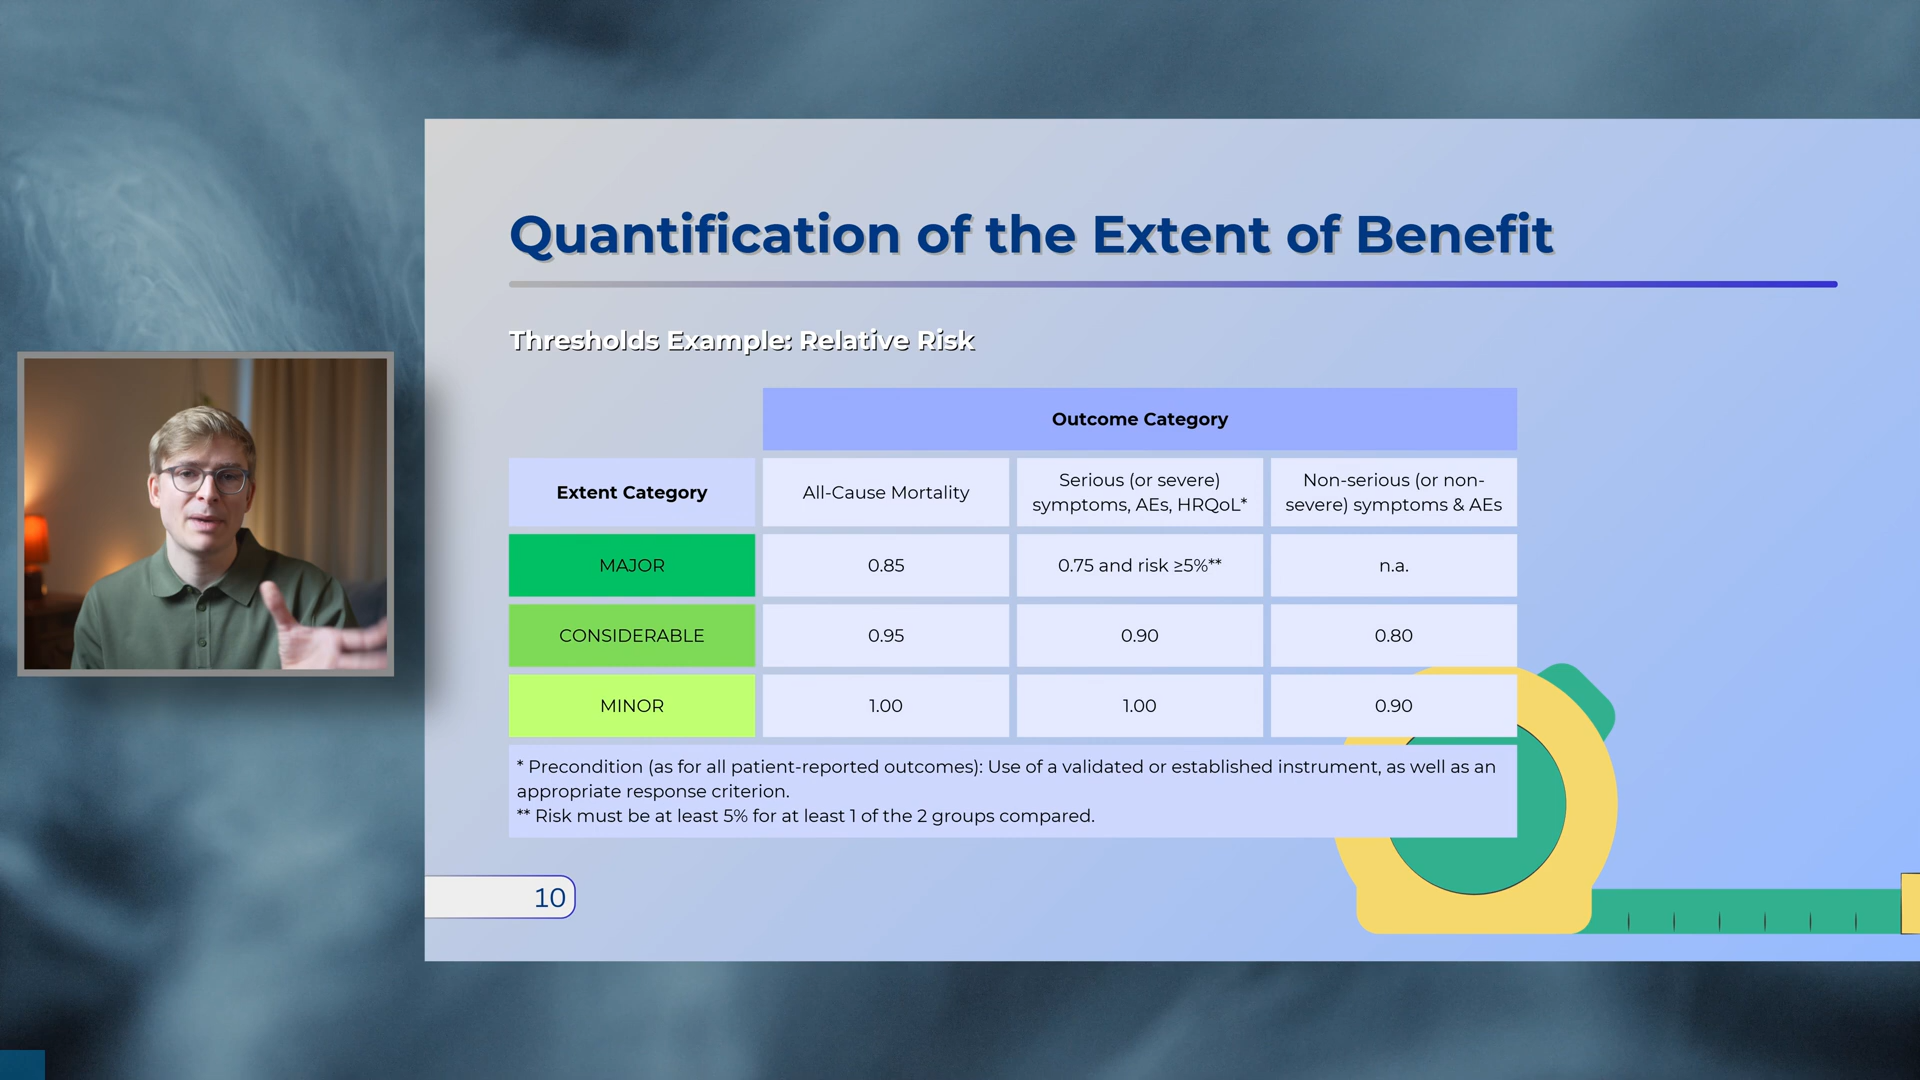 Quantification of the Extent of Benefit
Thresholds Example: Relative Risk
Outcome Category
Extent Category
All-Cause Mortality
Serious (or severe)
symptoms, AEs, HRQoL*
Non-serious (or non-
severe) symptoms & AEs
MAJOR
0.85
0.75 and risk ≥5%**
n.a.
CONSIDERABLE
0.95
0.90
0.80
MINOR
1.00
1.00
0.90
* Precondition (as for all patient-reported outcomes): Use of a validated or established instrument, as well as an
appropriate response criterion.
** Risk must be at least 5% for at least 1 of the 2 groups compared.
10